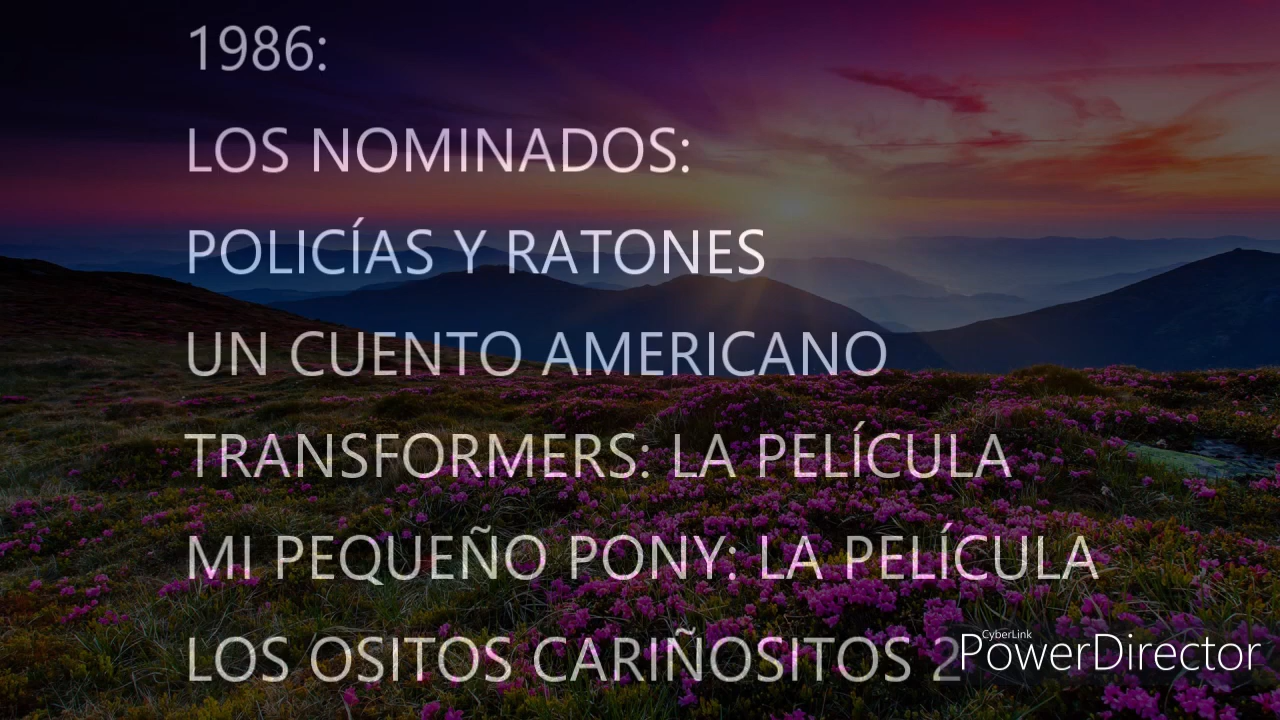 1986:
LOS NOMINADOS:
POLICÍAS Y RATONES
UN CUENTO AMERICANO
TRANSFORMERS: LA PELÍCULA
MI PEQUEÑO PONY: LA PELÍCULA
LOS OSITOS CARIÑOSITOS 2
CyberLink
PowerDirector